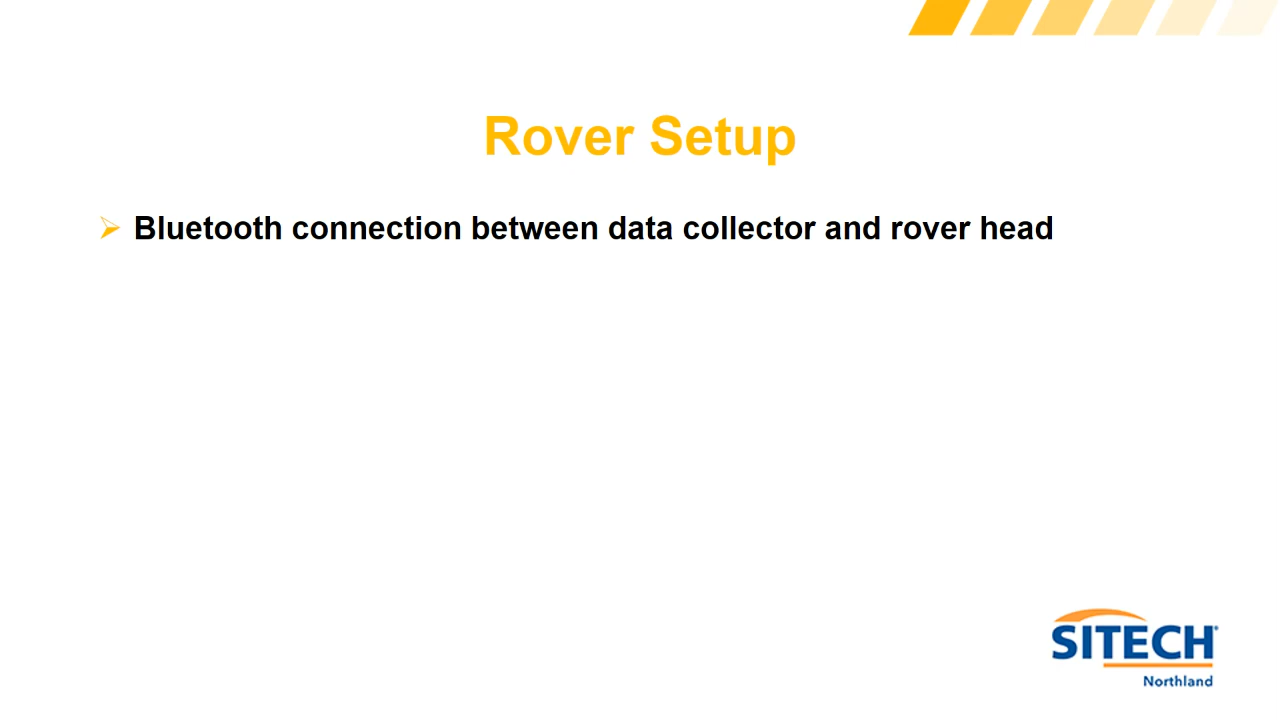 Rover Setup
Bluetooth connection between data collector and rover head
SITECH
Northland